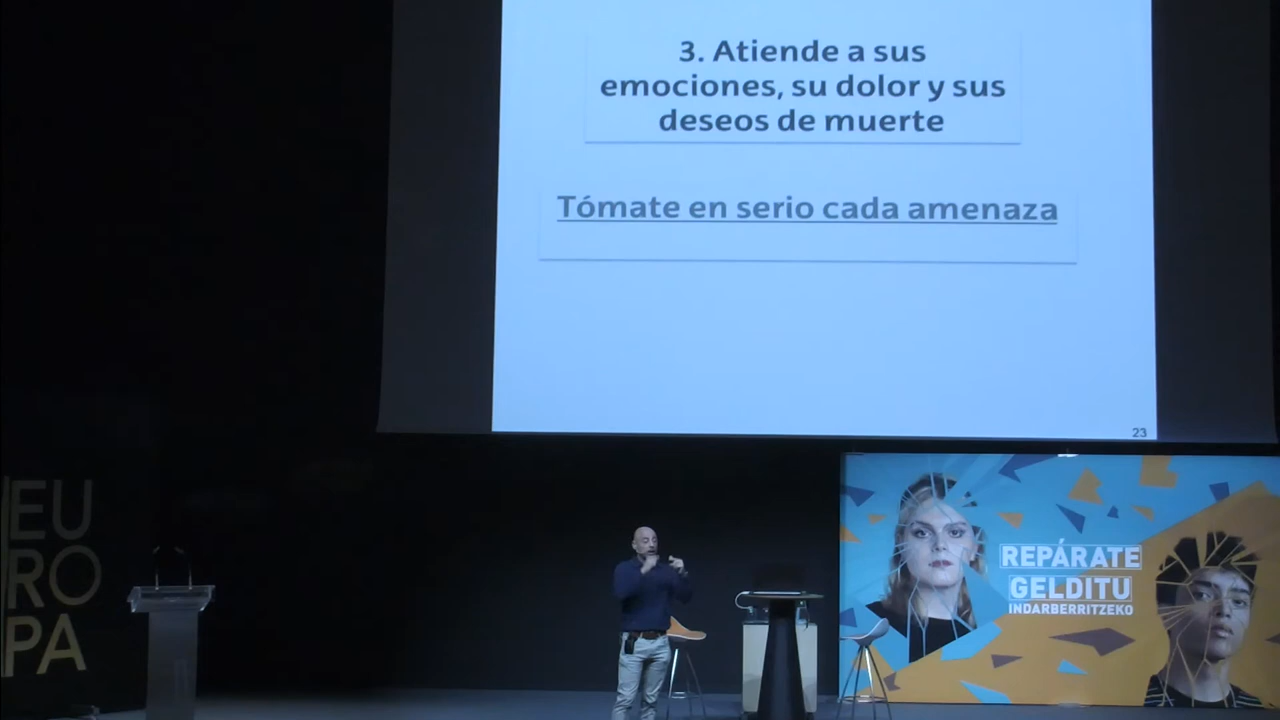 3. Atiende a sus
emociones, su dolor y sus
deseos de muerte
Tómate en serio cada amenaza
23
EU
RO
PA
REPÁRATE
GELDITU
INDARBERRITZEKO